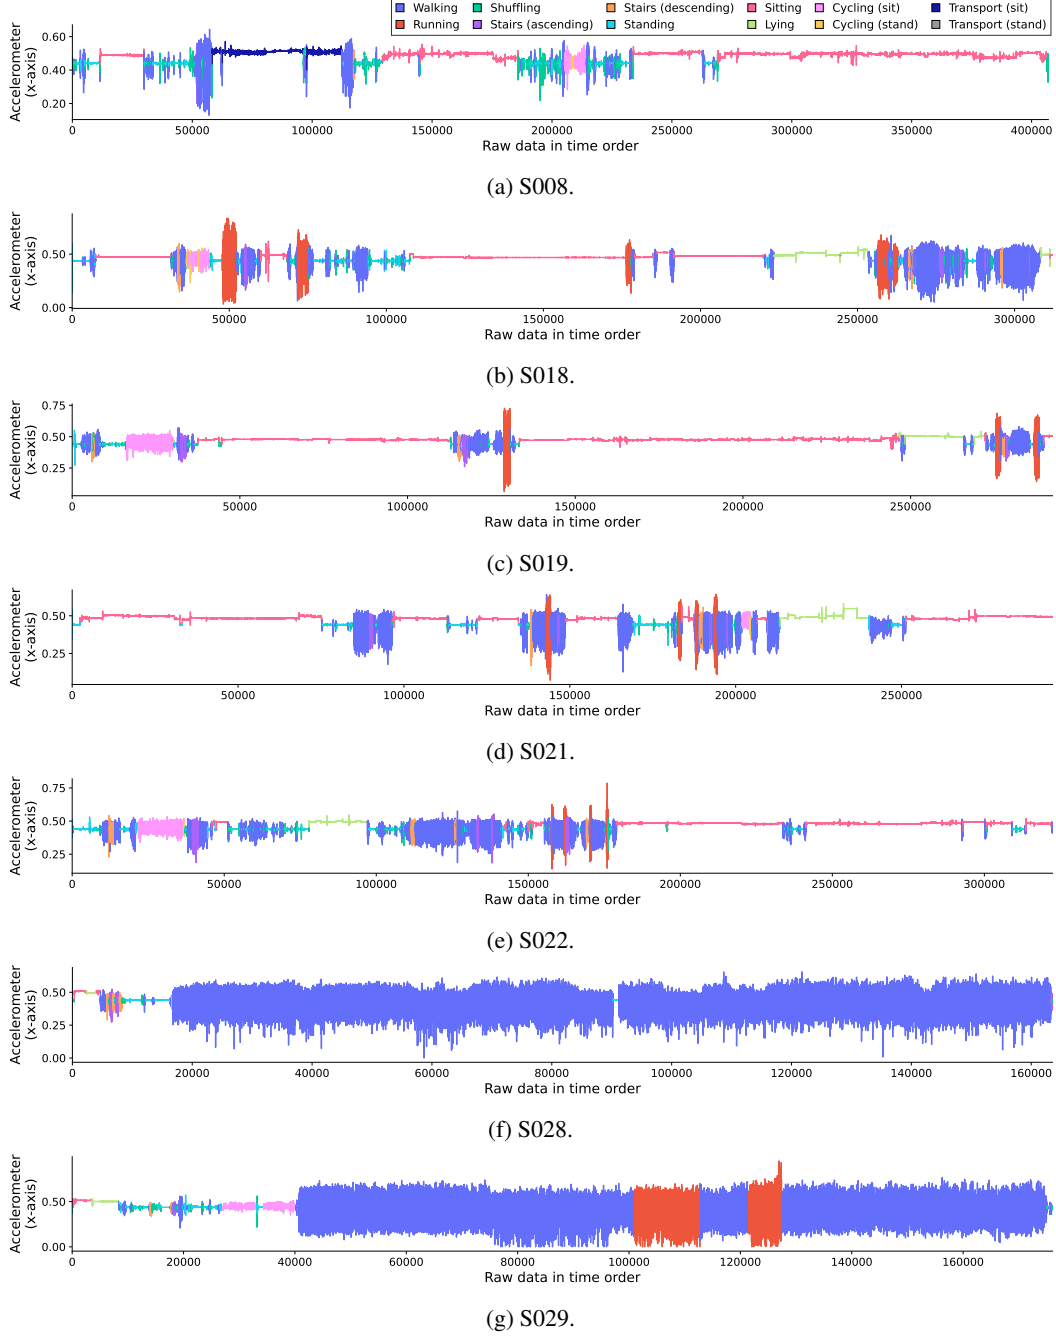 Walking Shuffling Stairs (descending) Sitting Cycling (sit) Transport (sit)
Running Stairs (ascending) Standing Lying Cycling (stand) Transport (stand)
Accelerometer
(x-axis)
0.60
0.40
0.20
0 50000 100000 150000 200000 250000 300000 350000 400000
Raw data in time order
(a) S008.
Accelerometer
(x-axis)
0.50
0.00
0 50000 100000 150000 200000 250000 300000
Raw data in time order
(b) S018.
Accelerometer
(x-axis)
0.75
0.50
0.25
0 50000 100000 150000 200000 250000
Raw data in time order
(c) S019.
Accelerometer
(x-axis)
0.50
0.25
0 50000 100000 150000 200000 250000
Raw data in time order
(d) S021.
Accelerometer
(x-axis)
0.75
0.50
0.25
0 50000 100000 150000 200000 250000 300000
Raw data in time order
(e) S022.
Accelerometer
(x-axis)
0.50
0.25
0.00
0 20000 40000 60000 80000 100000 120000 140000 160000
Raw data in time order
(f) S028.
Accelerometer
(x-axis)
0.50
0.00
0 20000 40000 60000 80000 100000 120000 140000 160000
Raw data in time order
(g) S029.